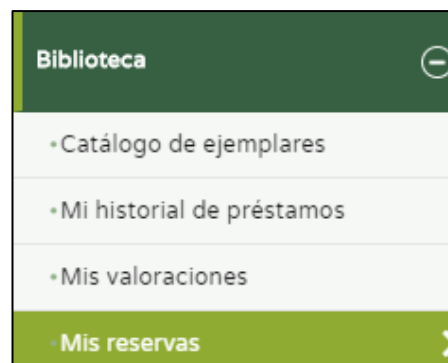 Biblioteca
Catálogo de ejemplares
Mi historial de préstamos
Mis valoraciones
Mis reservas